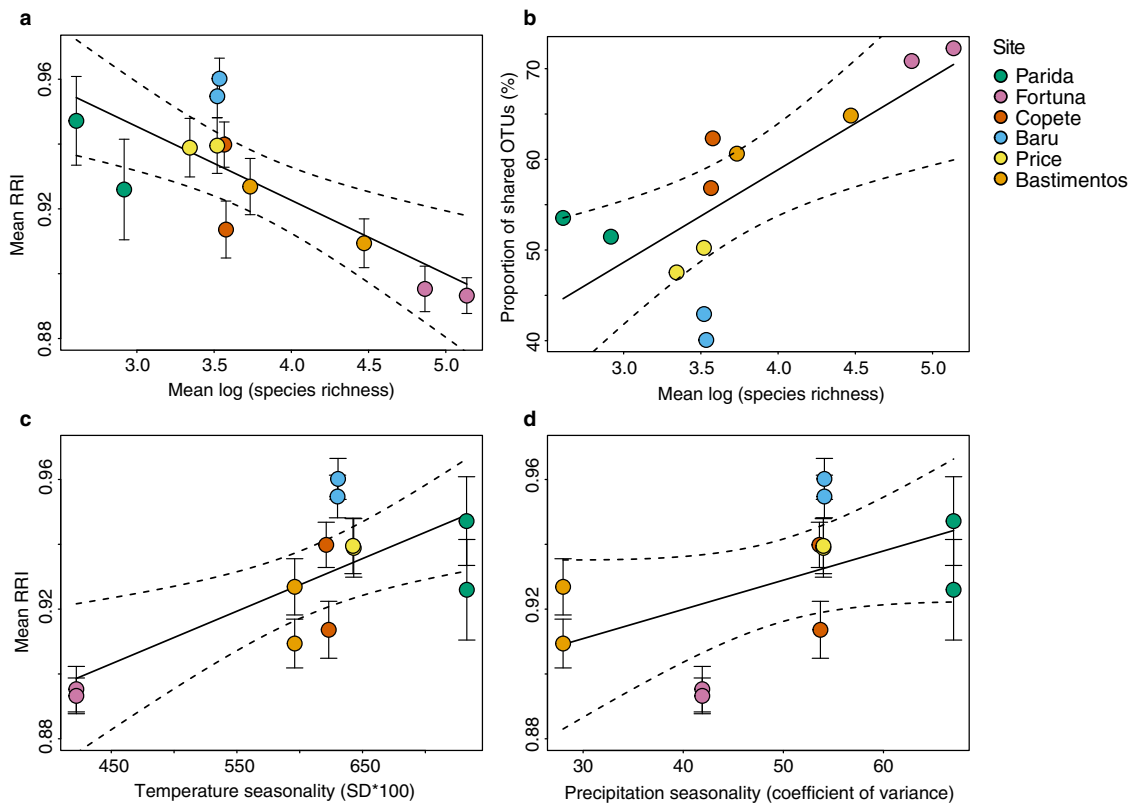 a
0.96
0.92
0.88
Mean RRI
3.0 3.5 4.0 4.5 5.0
Mean log (species richness)
b
70
60
50
40
Proportion of shared OTUs (%)
3.0 3.5 4.0 4.5 5.0
Mean log (species richness)
Site
Parida
Fortuna
Copete
Baru
Price
Bastimentos
c
0.96
0.92
0.88
Mean RRI
450 550 650
Temperature seasonality (SD*100)
d
0.96
0.92
0.88
Mean RRI
30 40 50 60
Precipitation seasonality (coefficient of variance)